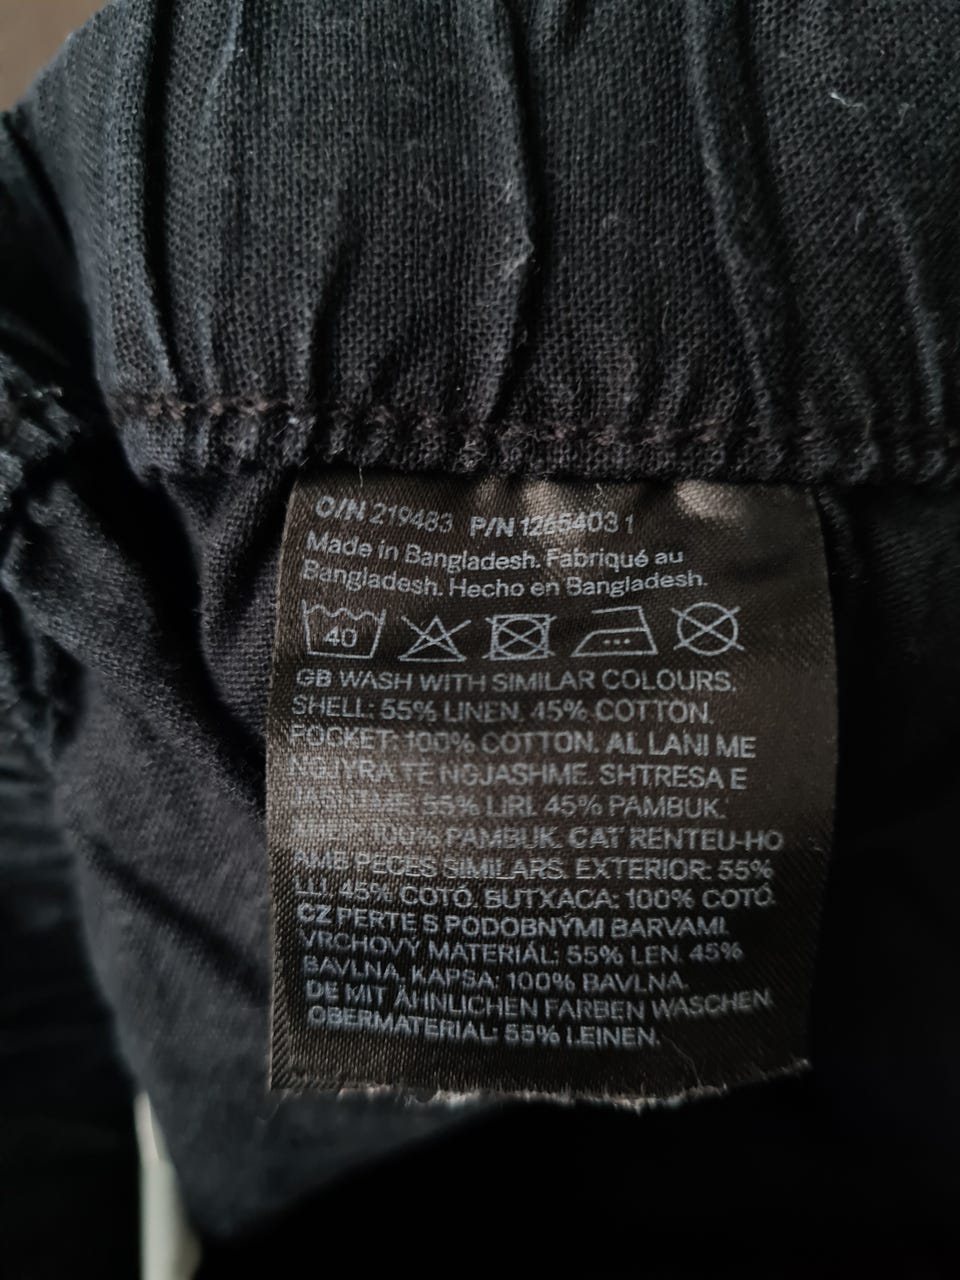 O/N 219483 P/N 1265403 1
Made in Bangladesh. Fabriqué au
Bangladesh. Hecho en Bangladesh.
40
GB WASH WITH SIMILAR COLOURS.
SHELL: 55% LINEN. 45% COTTON.
POCKET: 100% COTTON. AL LANI ME
NGJYRA TE NGJASHME. SHTRESA E
55% LIRI. 45% PAMBUK.
100% PAMBUK. CAT RENTEU-HO
AMB PECES SIMILARS. EXTERIOR: 55%
LLI. 45% COTÓ. BUTXACA: 100% COTÓ.
CZ PERTE S PODOBNÝMI BARVAMI.
VRCHOVÝ MATERIÁL: 55% LEN. 45%
BAVLNA. KAPSA: 100% BAVLNA.
DE MIT ÄHNLICHEN FARBEN WASCHEN.
OBERMATERIAL: 55% LEINEN.